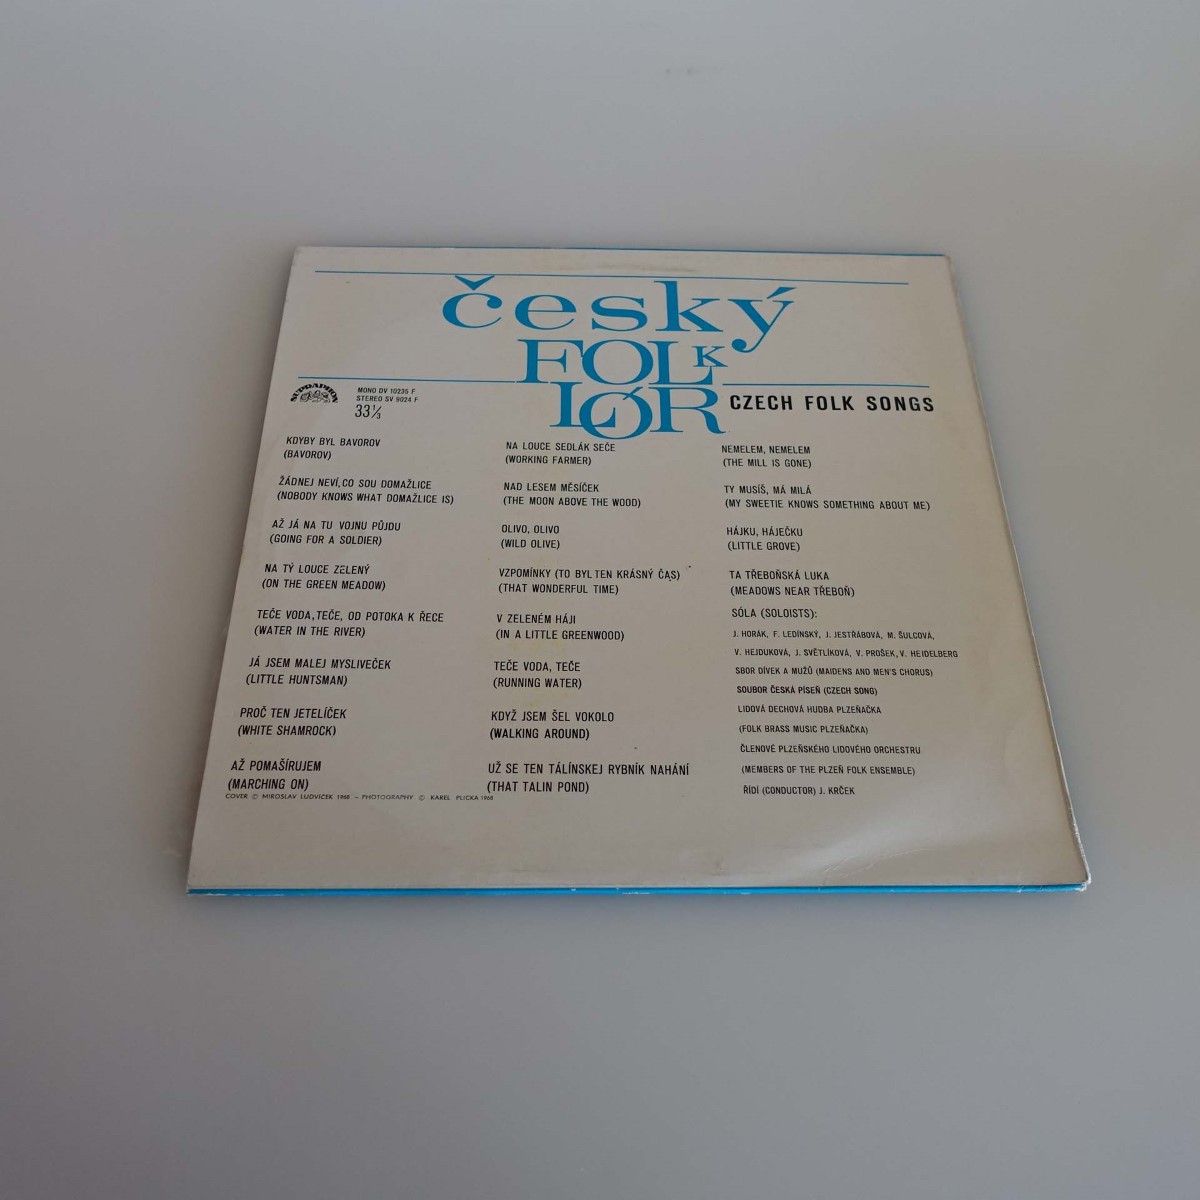 český
FOLK
LÓR
CZECH FOLK SONGS
SUPRAPHON
MONO DV 10235 F
STEREO SV 9024 F
33⅓
KDYBY BYL BAVOROV
(BAVOROV)
ŽÁDNEJ NEVÍ, CO SOU DOMAŽLICE
(NOBODY KNOWS WHAT DOMAŽLICE IS)
AŽ JÁ NA TU VOJNU PŮJDU
(GOING FOR A SOLDIER)
NA TÝ LOUCE ZELENÝ
(ON THE GREEN MEADOW)
TEČE VODA, TEČE, OD POTOKA K ŘECE
(WATER IN THE RIVER)
JÁ JSEM MALEJ MYSLIVEČEK
(LITTLE HUNTSMAN)
PROČ TEN JETELÍČEK
(WHITE SHAMROCK)
AŽ POMAŠÍRUJEM
(MARCHING ON)
NA LOUCE SEDLÁK SEČE
(WORKING FARMER)
NAD LESEM MĚSÍČEK
(THE MOON ABOVE THE WOOD)
OLIVO, OLIVO
(WILD OLIVE)
VZPOMÍNKY (TO BYL TEN KRÁSNÝ ČAS)
(THAT WONDERFUL TIME)
V ZELENÉM HÁJI
(IN A LITTLE GREENWOOD)
TEČE VODA, TEČE
(RUNNING WATER)
KDYŽ JSEM ŠEL VOKOLO
(WALKING AROUND)
UŽ SE TEN TÁLÍNSKEJ RYBNÍK NAHÁNÍ
(THAT TALIN POND)
NEMELEM, NEMELEM
(THE MILL IS GONE)
TY MUSÍŠ, MÁ MILÁ
(MY SWEETIE KNOWS SOMETHING ABOUT ME)
HÁJKU, HÁJEČKU
(LITTLE GROVE)
TA TŘEBOŇSKÁ LUKA
(MEADOWS NEAR TŘEBOŇ)
SÓLA (SOLOISTS):
J. HORÁK, F. LEDÍNSKÝ, J. JESTŘÁBOVÁ, M. ŠULCOVÁ,
V. HEJDUKOVÁ, J. SVĚTLÍKOVÁ, V. PROŠEK, V. HEIDELBERG
SBOR DÍVEK A MUŽŮ (MAIDENS AND MEN'S CHORUS)
SOUBOR ČESKÁ PÍSEŇ (CZECH SONG)
LIDOVÁ DECHOVÁ HUDBA PLZEŇAČKA
(FOLK BRASS MUSIC PLZEŇAČKA)
ČLENOVÉ PLZEŇSKÉHO LIDOVÉHO ORCHESTRU
(MEMBERS OF THE PLZEŇ FOLK ENSEMBLE)
ŘÍDÍ (CONDUCTOR) J. KRČEK
COVER © MIROSLAV LUDVÍČEK 1968 – PHOTOGRAPHY © KAREL PLICKA 1968